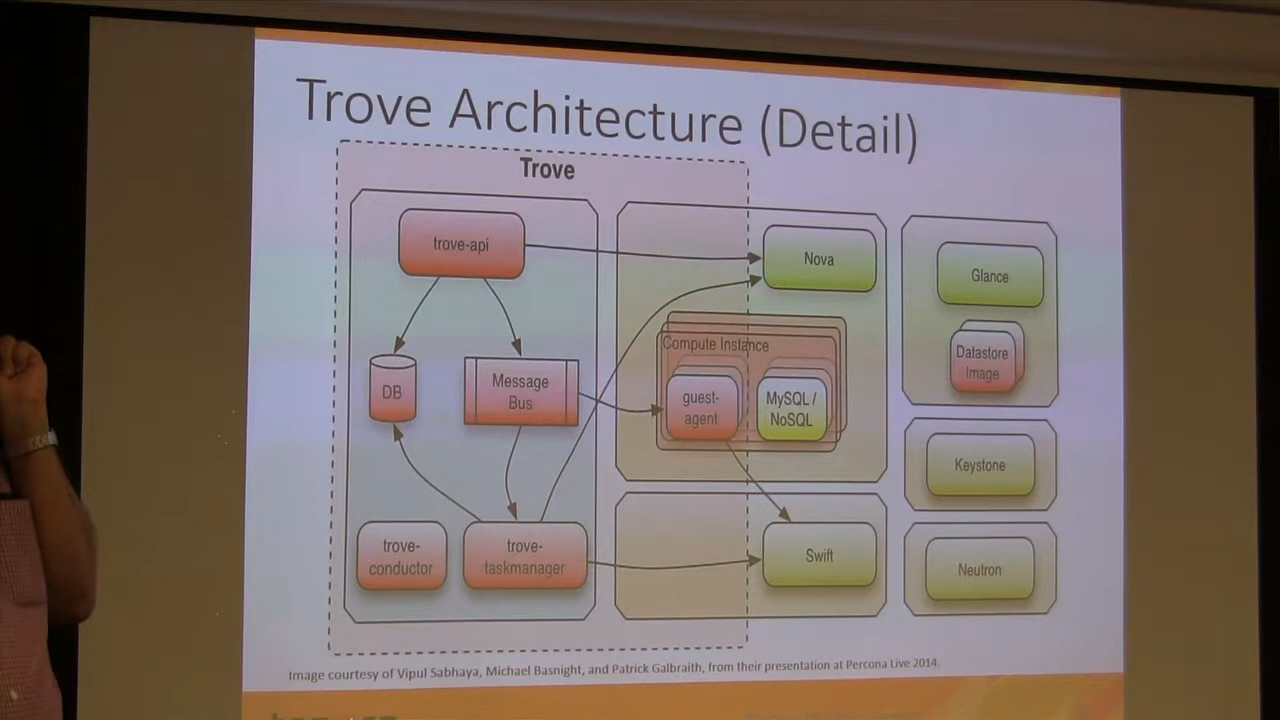 Trove Architecture (Detail)
Trove
trove-api
Nova
Glance
Compute Instance
Datastore
Image
DB
Message
Bus
guest-
agent
MySQL /
NoSQL
Keystone
trove-
conductor
trove-
taskmanager
Swift
Neutron
Image courtesy of Vipul Sabhaya, Michael Basnight, and Patrick Galbraith, from their presentation at Percona Live 2014.